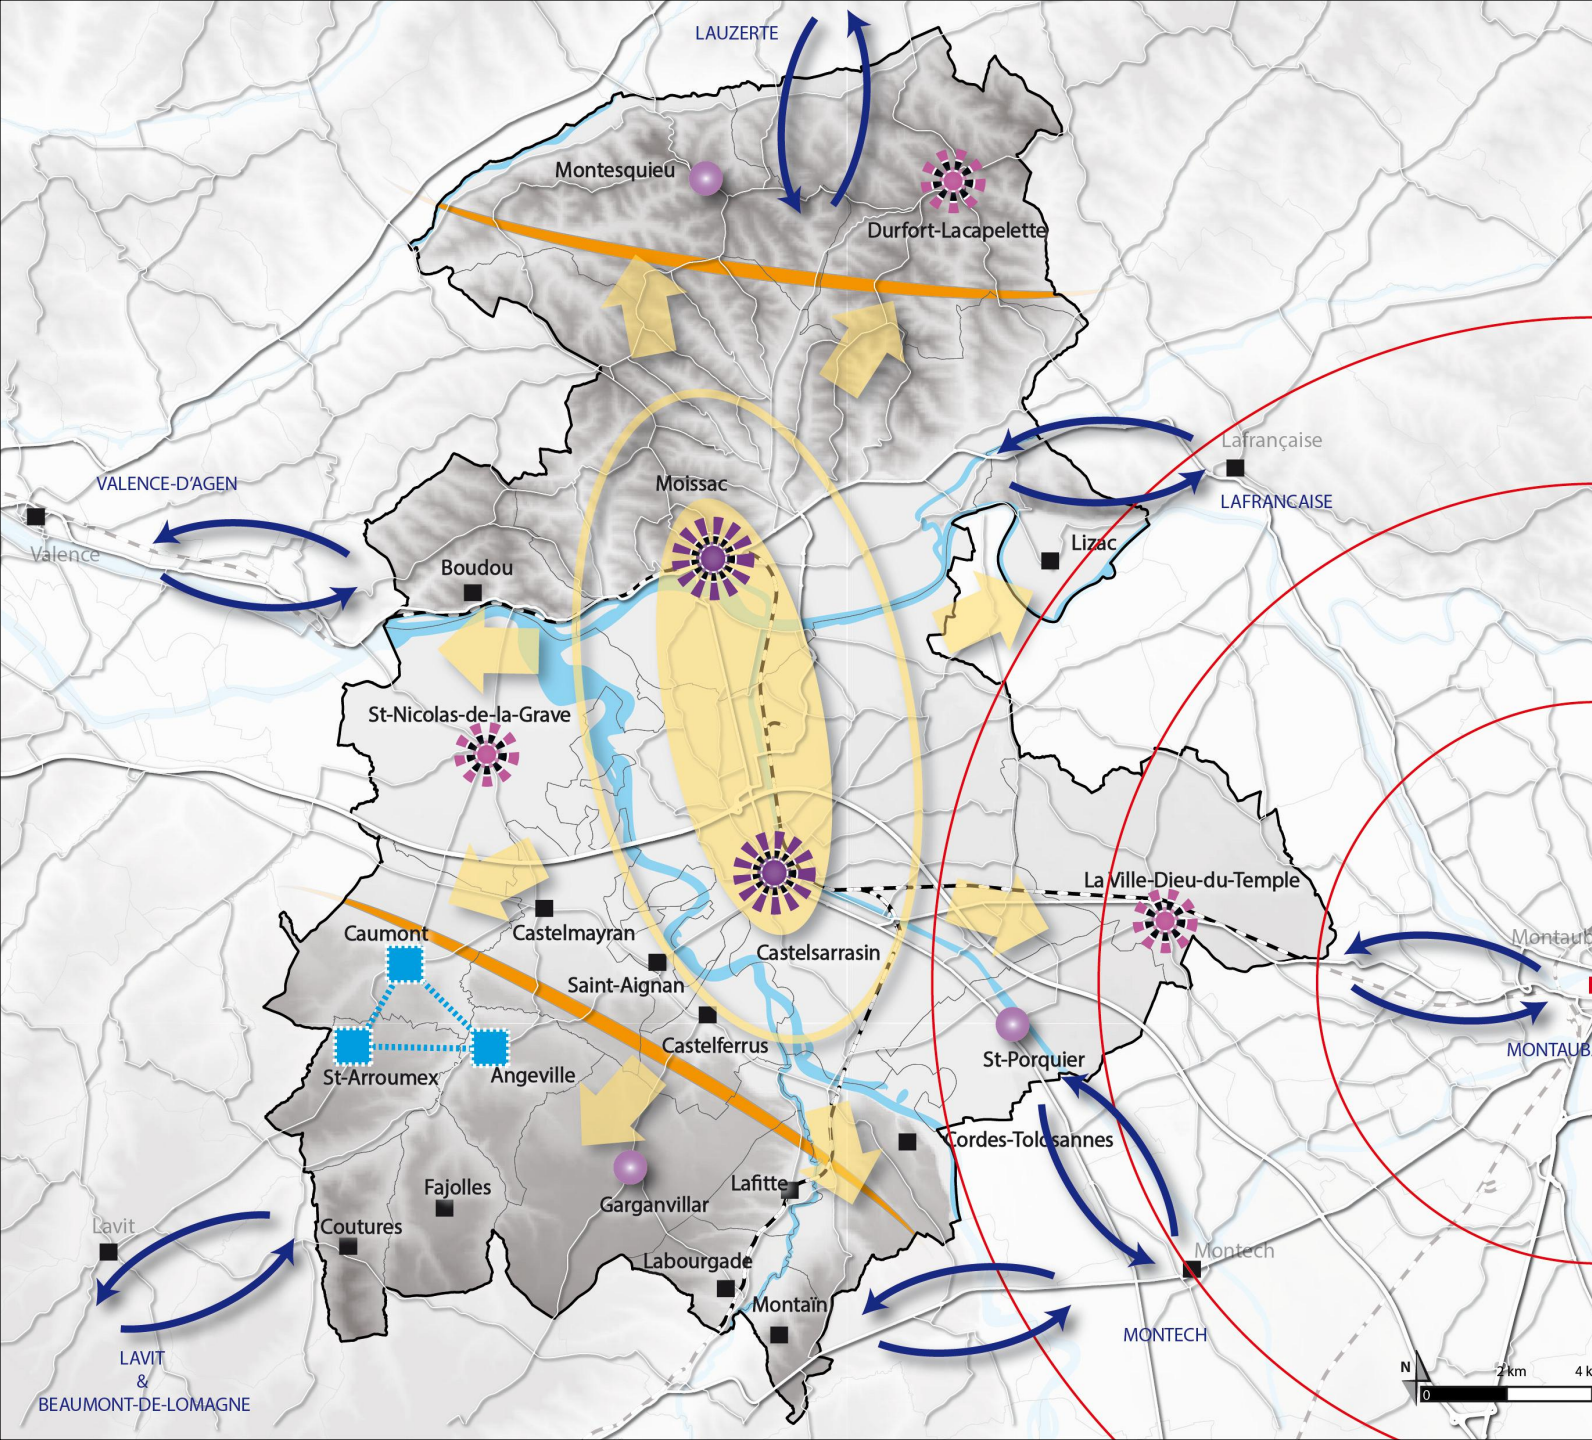 LAUZERTE
Montesquieu
Durfort-Lacapelette
Lafrançaise
Moissac
VALENCE-D'AGEN
LAFRANCAISE
Lizac
Valence
Boudou
St-Nicolas-de-la-Grave
La Ville-Dieu-du-Temple
Caumont
Castelmayran
Castelsarrasin
Montaub
Saint-Aignan
Castelferrus
St-Porquier
MONTAUB
St-Arroumex
Angeville
Cordes-Tolosannes
Fajolles
Lafitte
Garganvillar
Lavit
Coutures
Montech
Labourgade
Montaïn
MONTECH
LAVIT
&
BEAUMONT-DE-LOMAGNE
N
2 km
4 k
0